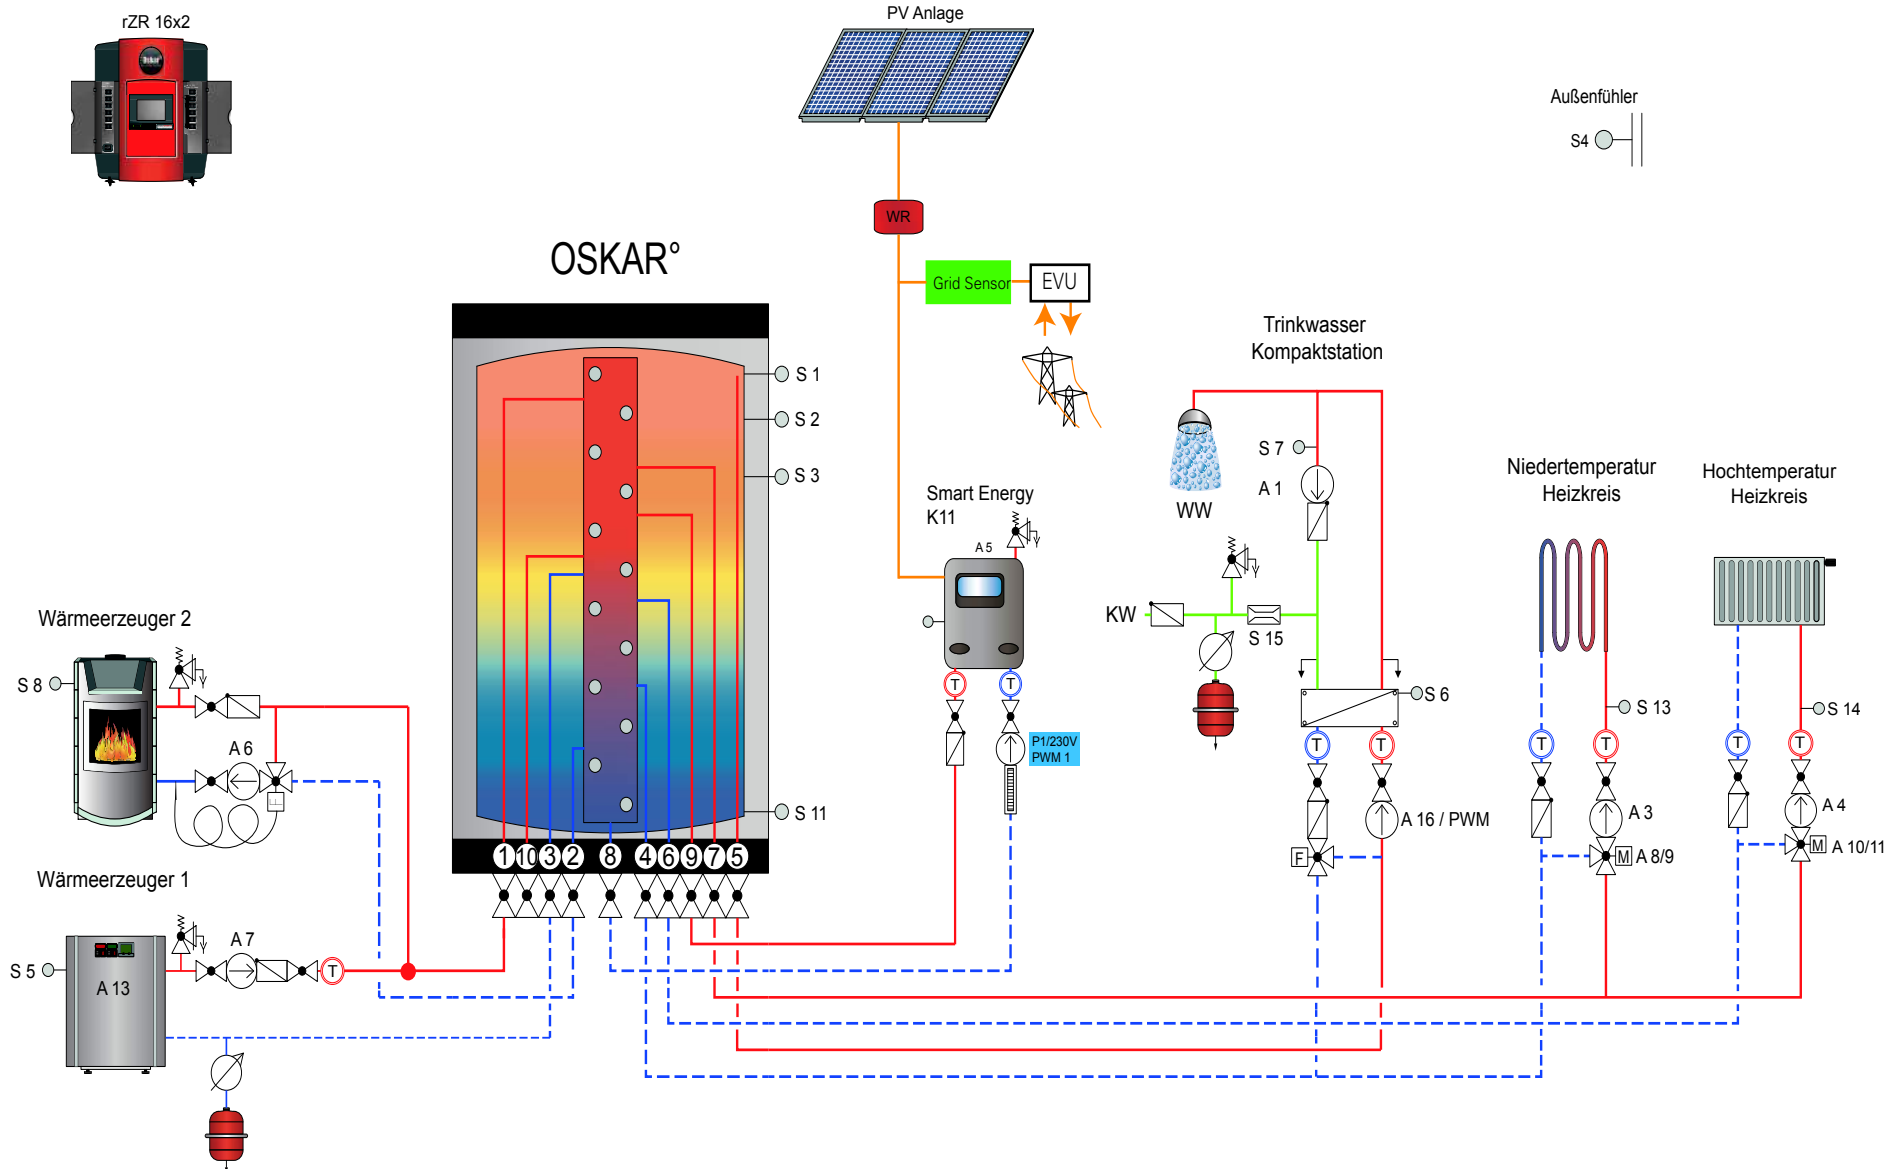 rZR 16x2
Oskar
PV Anlage
Außenfühler
S4
WR
OSKAR°
Grid Sensor
EVU
Trinkwasser
Kompaktstation
S 1
S 2
S 3
S 7
A 1
WW
Niedertemperatur
Heizkreis
Hochtemperatur
Heizkreis
Smart Energy
K11
A 5
KW
S 15
Wärmeerzeuger 2
S 8
A 6
F
T
T
P1/230V
PWM 1
S 6
S 13
S 14
T
T
T
T
T
T
S 11
A 16 / PWM
A 3
A 4
F
M
A 8/9
M
A 10/11
1
10
3
2
8
4
6
9
7
5
Wärmeerzeuger 1
A 7
S 5
T
A 13